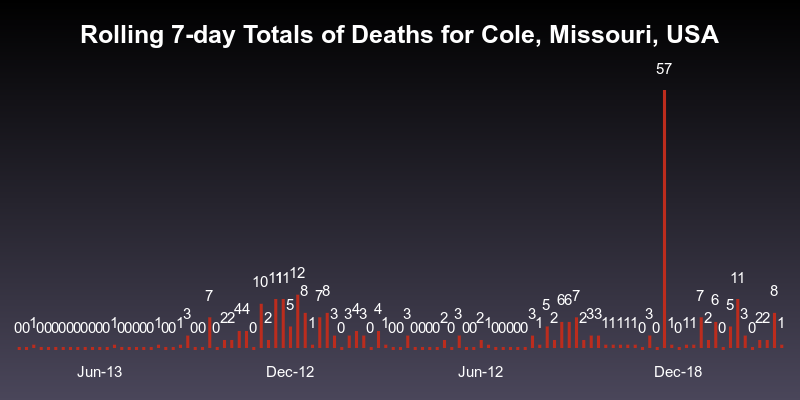 Rolling 7-day Totals of Deaths for Cole, Missouri, USA
0 0 1 0 0 0 0 0 0 0 0 0 0 1 0 0 0 0 0 1 0 0 1 3 0 0 7 0 2 2 4 4 0 10 2 11 11 5 12 8 1 7 8 3 0 3 4 3 0 4 1 0 0 3 0 0 0 0 2 0 3 0 0 2 1 0 0 0 0 0 3 1 5 2 6 6 7 2 3 3 1 1 1 1 1 0 3 0 57 1 0 1 1 7 2 6 0 5 11 3 0 2 2 8 1
Jun-13 Dec-12 Jun-12 Dec-18